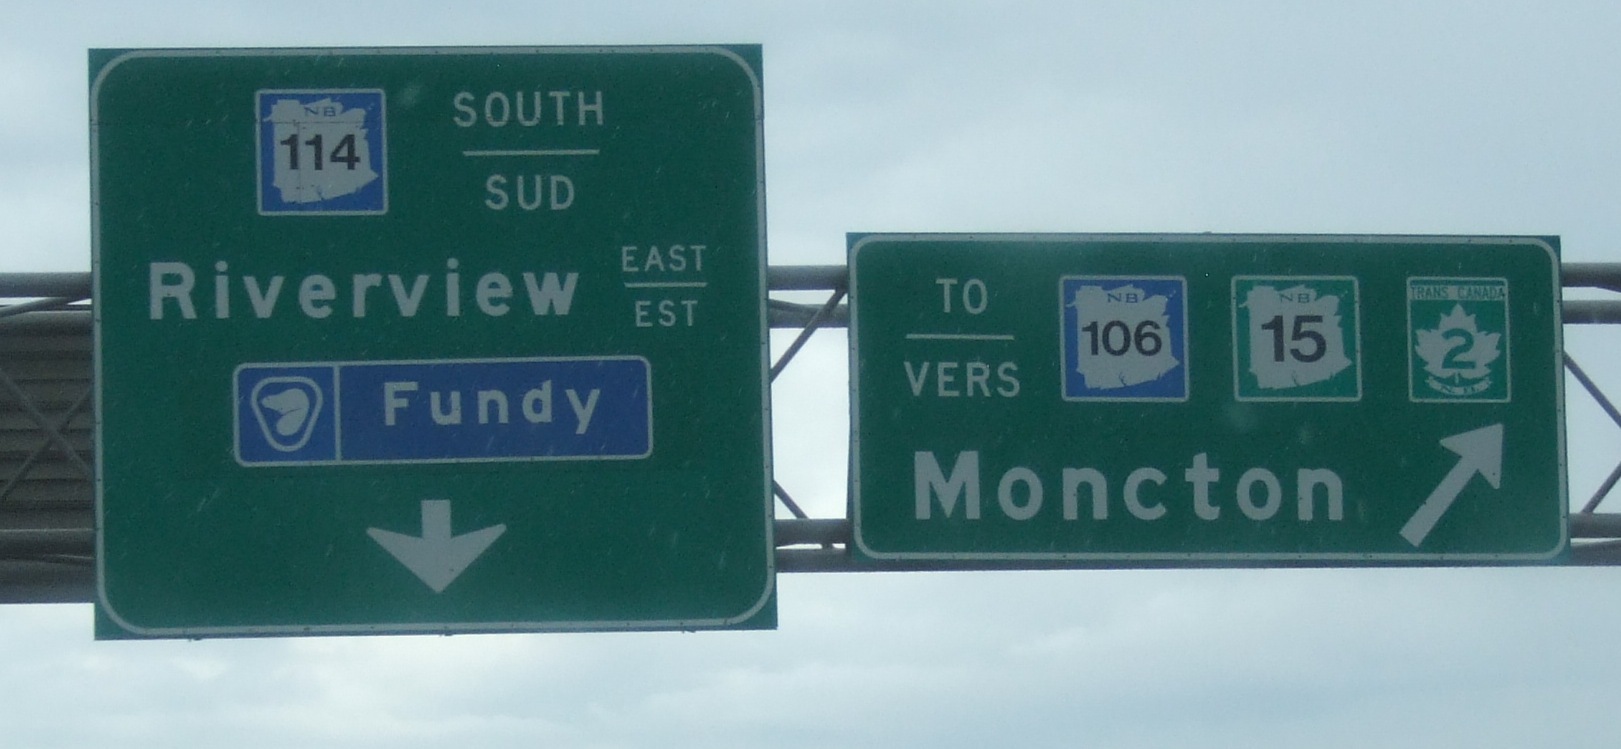 NB
114
SOUTH
SUD
Riverview
EAST
EST
Fundy
TO
VERS
NB
106
NB
15
TRANS CANADA
2
Moncton